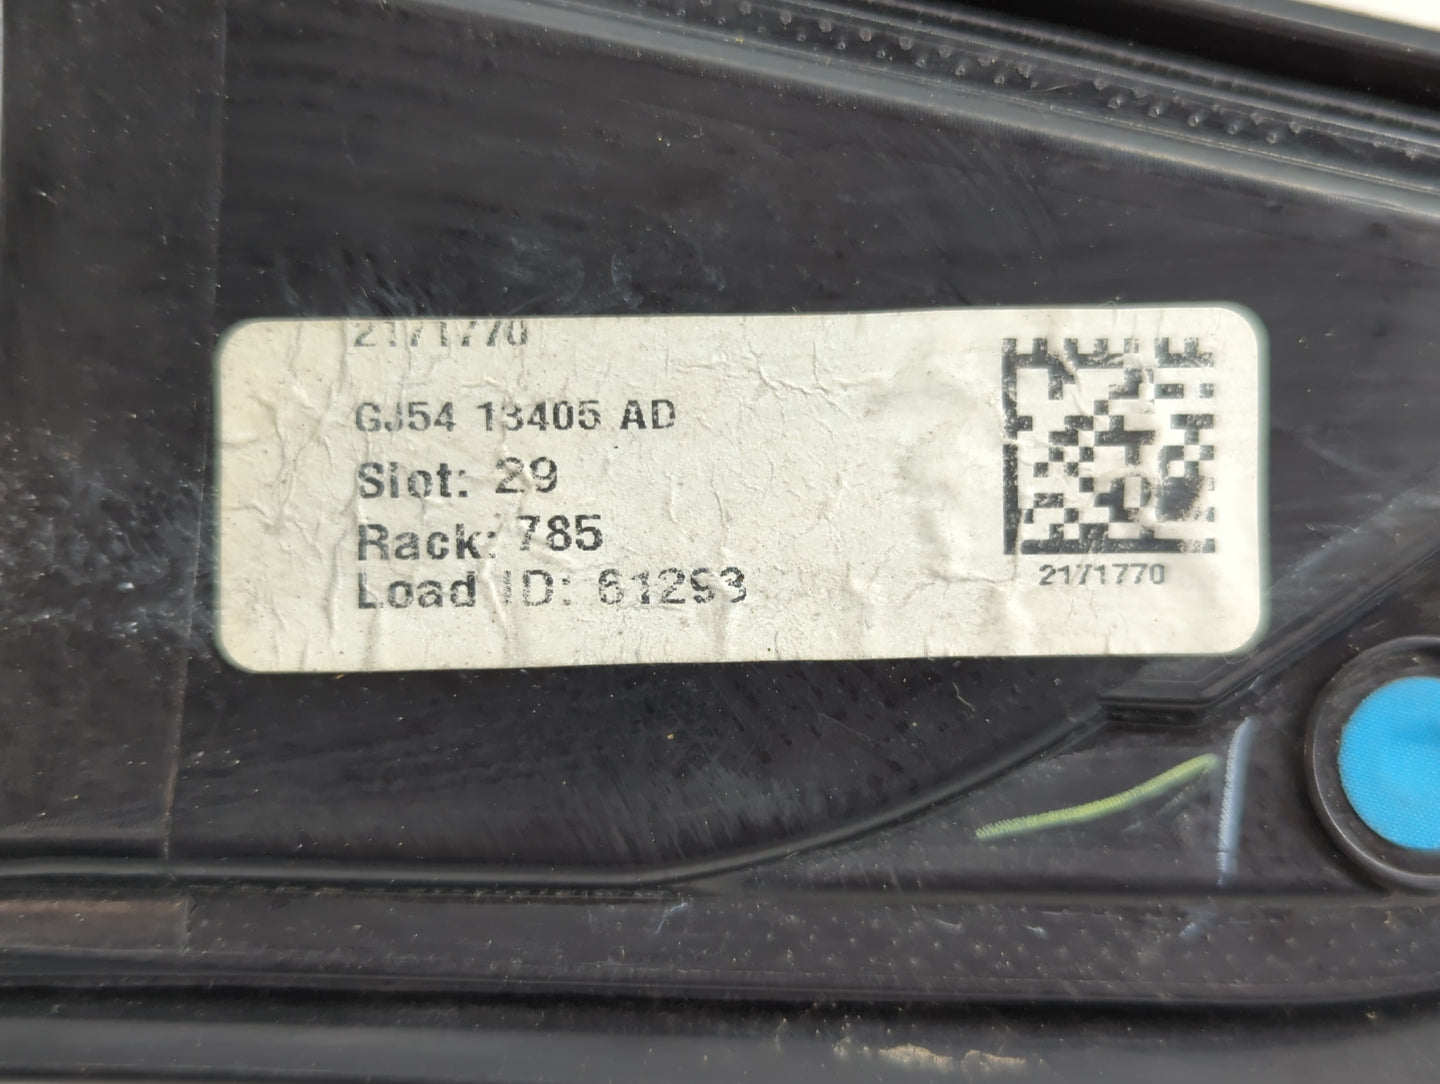 2171770
GJ54 13405 AD
Slot: 29
Rack: 785
Load ID: 61293
2171770